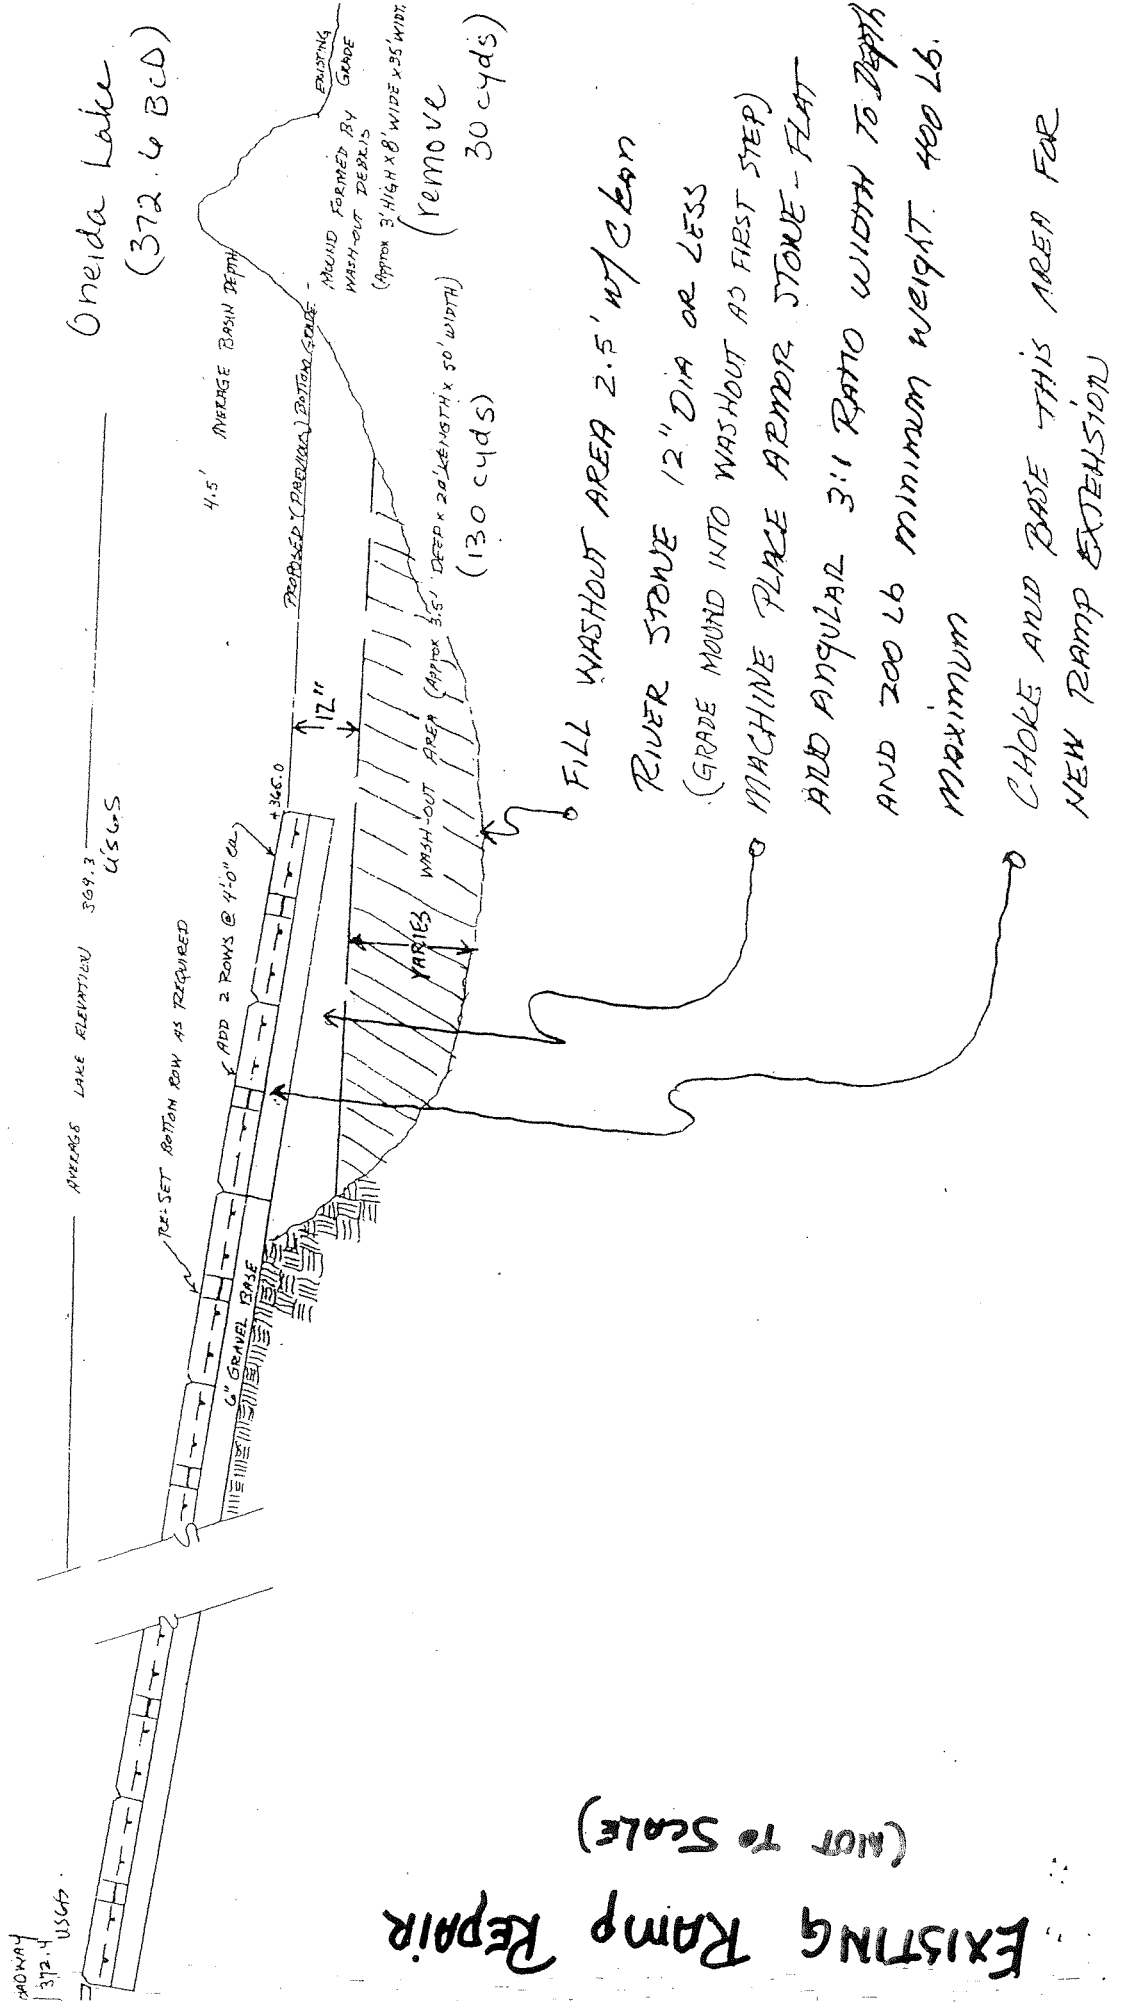 Oneida Lake
(372.6 BCD)
AVERAGE LAKE ELEVATION 369.3
USGS
4.5' AVERAGE BASIN DEPTH
EXISTING
GRADE
MOUND FORMED BY
WASH-OUT DEBRIS
(APPROX 3' HIGH X 8' WIDE X 35' WIDT.
(remove
30 cyds)
PROPOSED (PREVIOUS) BOTTOM GRADE
RE-SET BOTTOM ROW AS REQUIRED
ADD 2 ROWS @ 4'-0" EA
+366.0
12"
6" GRAVEL BASE
VARIES
WASH-OUT AREA (APPROX 3.5' DEEP X 20' LENGTH X 50' WIDTH)
(130 cyds)
372.4
USGS.
FILL WASHOUT AREA 2.5' W/ Clean
RIVER STONE 12" DIA OR LESS
(GRADE MOUND INTO WASHOUT AS FIRST STEP)
MACHINE PLACE ARMOR STONE - FLAT
AND ANGULAR 3:1 RATIO WIDTH TO DEPTH
AND 200 Lb MINIMUM WEIGHT. 400 Lb.
MAXIMUM
CHOKE AND BASE THIS AREA FOR
NEW RAMP EXTENSION
EXISTING RAMP REPAIR
(NOT TO SCALE)